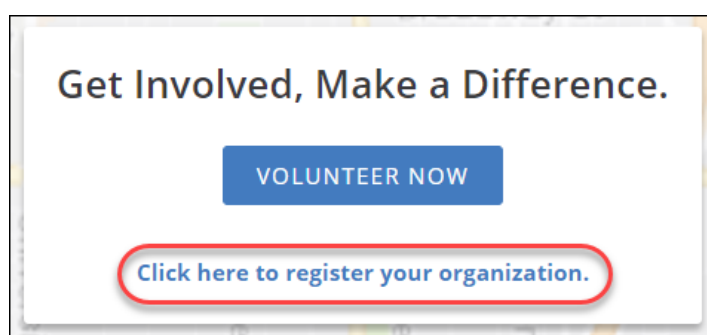 Get Involved, Make a Difference.
VOLUNTEER NOW
Click here to register your organization.